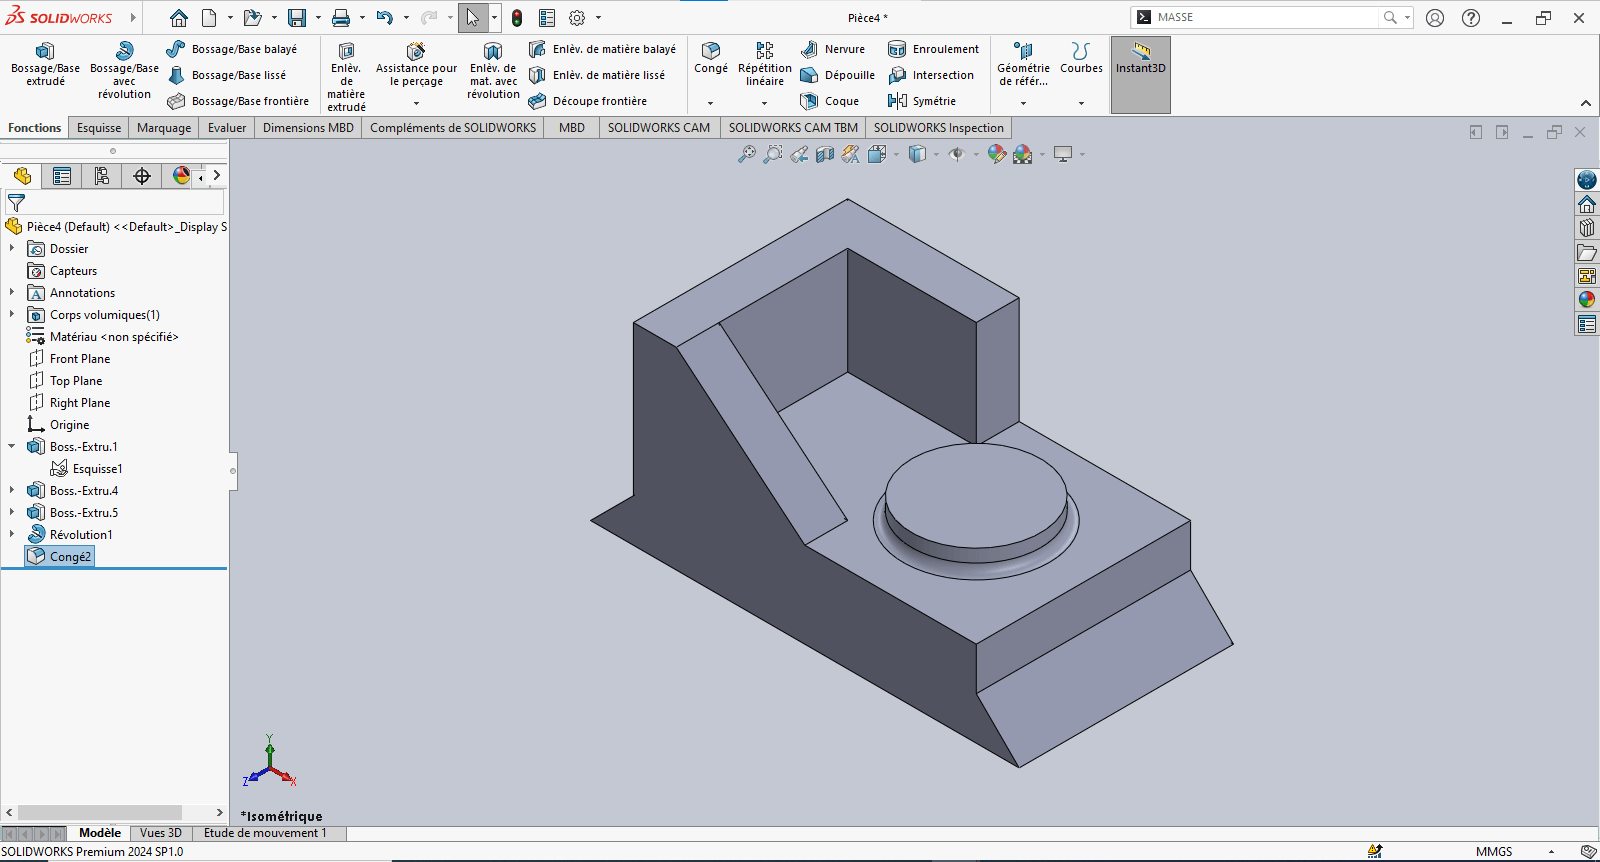 SOLIDWORKS
Pièce4 *
MASSE
Bossage/Base
extrudé
Bossage/Base
avec
révolution
Bossage/Base balayé
Bossage/Base lissé
Bossage/Base frontière
Enlèv.
de
matière
extrudé
Assistance pour
le perçage
Enlèv. de
mat. avec
révolution
Enlèv. de matière balayé
Enlèv. de matière lissé
Découpe frontière
Congé
Répétition
linéaire
Nervure
Dépouille
Coque
Enroulement
Intersection
Symétrie
Géométrie
de référ...
Courbes
Instant3D
Fonctions
Esquisse
Marquage
Evaluer
Dimensions MBD
Compléments de SOLIDWORKS
MBD
SOLIDWORKS CAM
SOLIDWORKS CAM TBM
SOLIDWORKS Inspection
Pièce4 (Default) <<Default>_Display S
Dossier
Capteurs
Annotations
Corps volumiques(1)
Matériau <non spécifié>
Front Plane
Top Plane
Right Plane
Origine
Boss.-Extru.1
Esquisse1
Boss.-Extru.4
Boss.-Extru.5
Révolution1
Congé2
Y
Z
X
*Isométrique
Modèle
Vues 3D
Etude de mouvement 1
SOLIDWORKS Premium 2024 SP1.0
MMGS